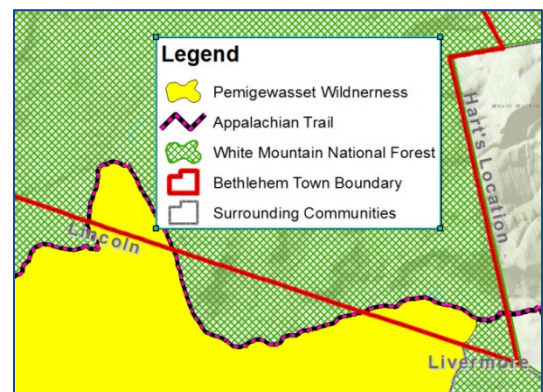 Legend
Pemigewasset Wildnerness
Appalachian Trail
White Mountain National Forest
Bethlehem Town Boundary
Surrounding Communities
Hart's Location
Lincoln
Livermore